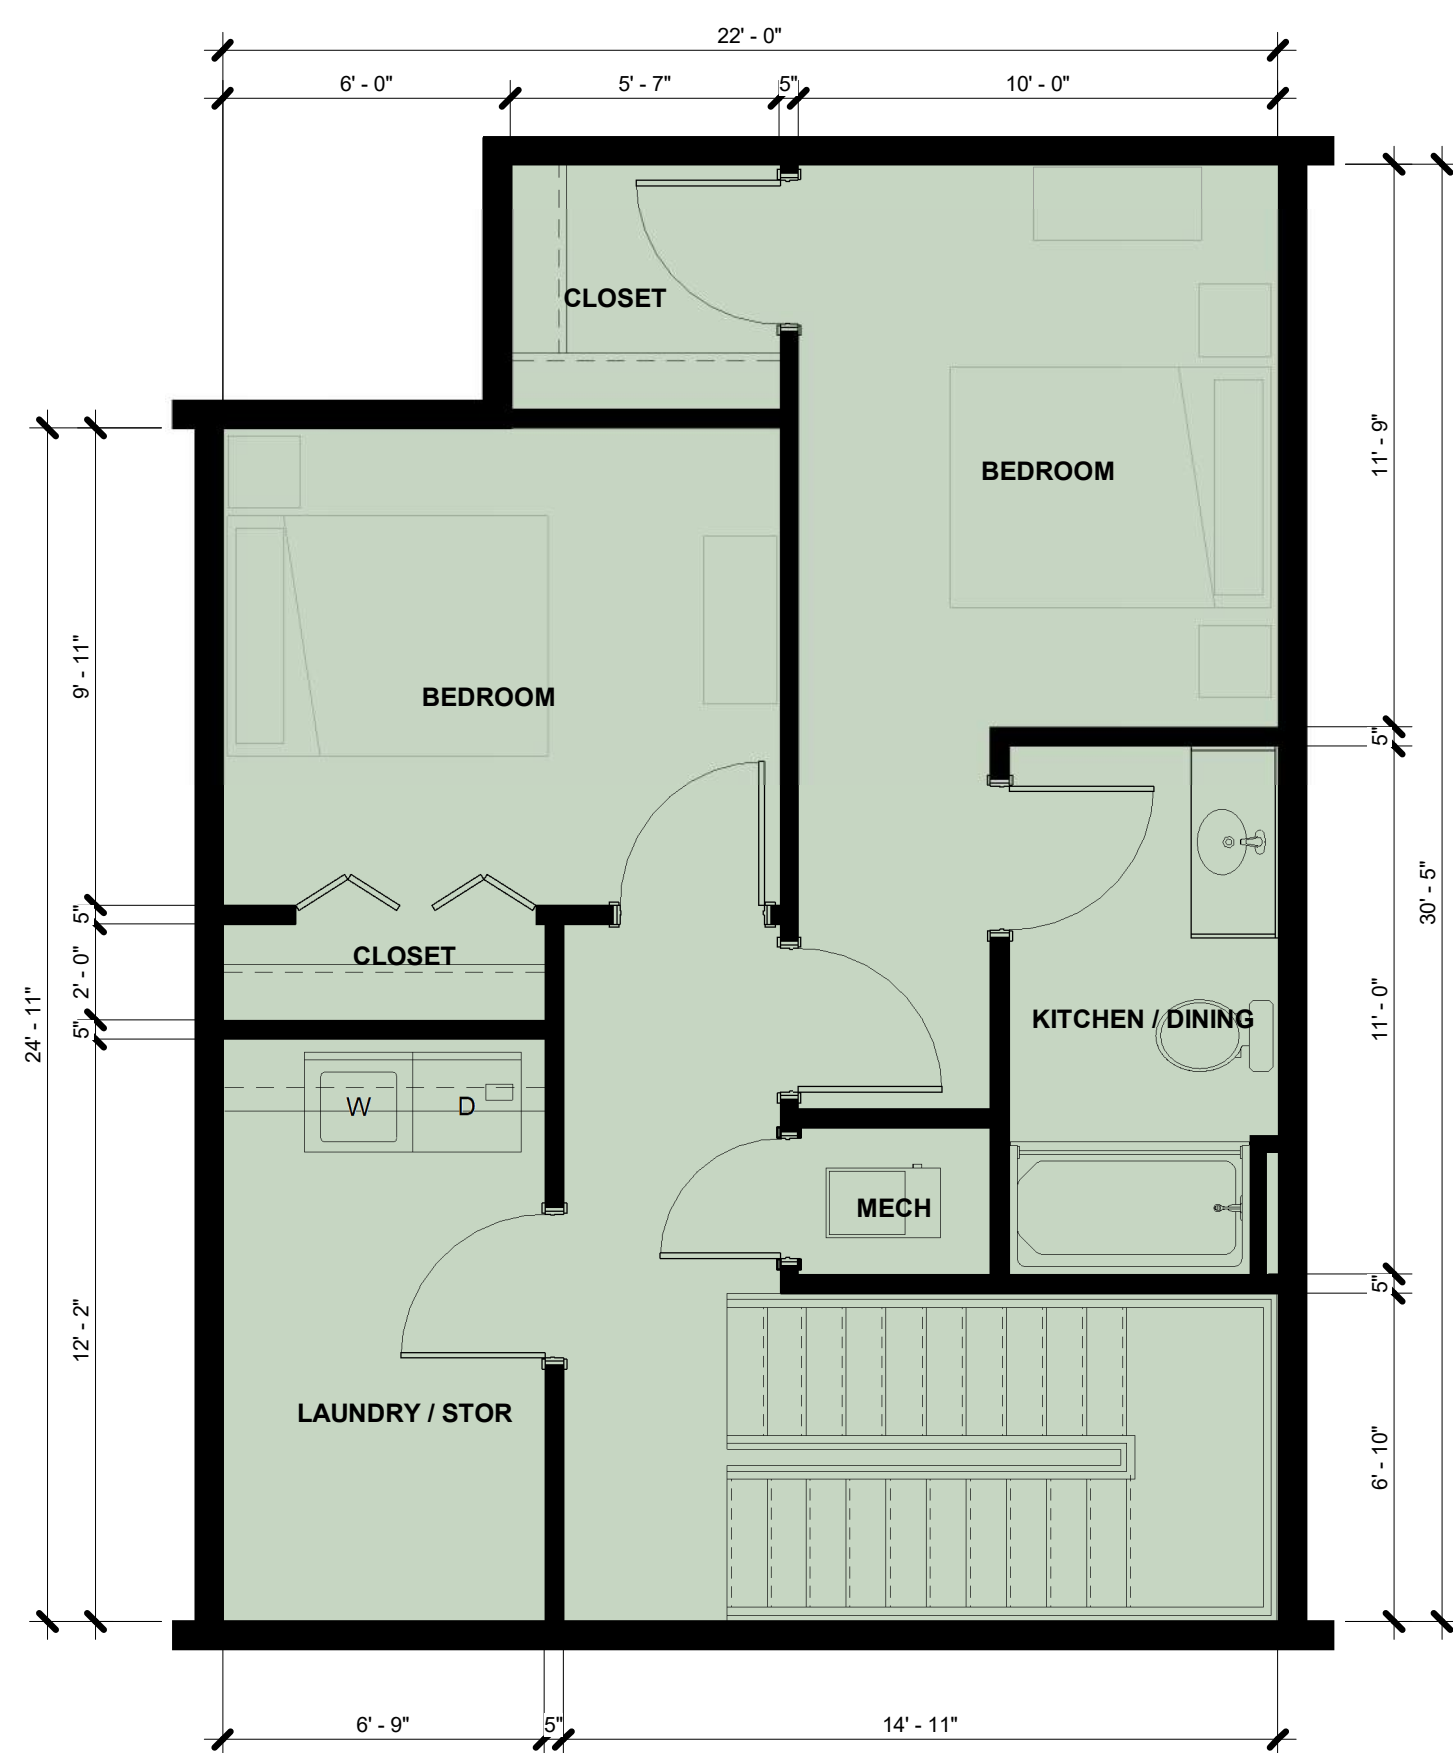 22' - 0"
6' - 0"
5' - 7"
5"
10' - 0"
CLOSET
BEDROOM
11' - 9"
9' - 11"
BEDROOM
5"
30' - 5"
5"
CLOSET
2' - 0"
24' - 11"
5"
KITCHEN / DINING
11' - 0"
W
D
MECH
5"
12' - 2"
LAUNDRY / STOR
6' - 10"
6' - 9"
5"
14' - 11"